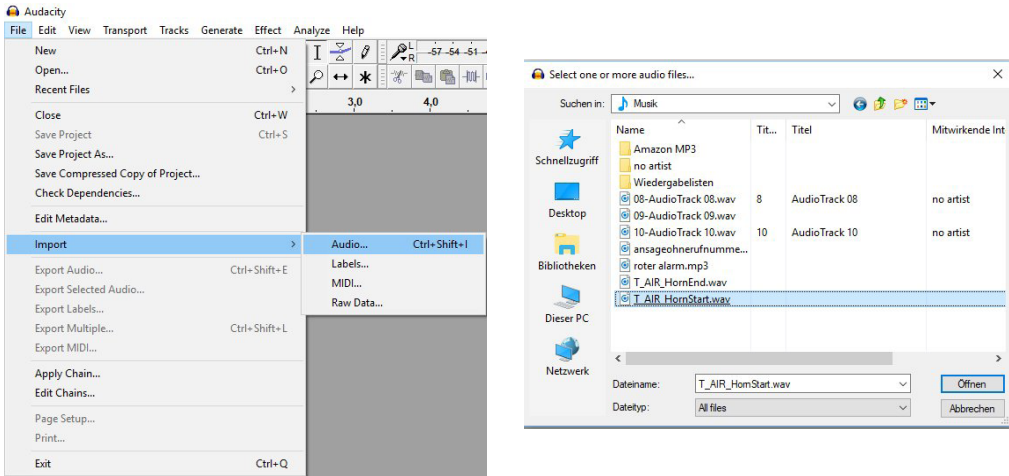 Audacity
File Edit View Transport Tracks Generate Effect Analyze Help
New Ctrl+N
Open... Ctrl+O
Recent Files >
Close Ctrl+W
Save Project Ctrl+S
Save Project As...
Save Compressed Copy of Project...
Check Dependencies...
Edit Metadata...
Import >
Export Audio... Ctrl+Shift+E
Export Selected Audio...
Export Labels...
Export Multiple... Ctrl+Shift+L
Export MIDI...
Apply Chain...
Edit Chains...
Page Setup...
Print...
Exit Ctrl+Q
Audio... Ctrl+Shift+I
Labels...
MIDI...
Raw Data...
L
R
-57 -54 -51
3,0 4,0
Select one or more audio files...
Suchen in: Musik
Schnellzugriff
Desktop
Bibliotheken
Dieser PC
Netzwerk
Name Tit... Titel Mitwirkende Int
Amazon MP3
no artist
Wiedergabelisten
08-AudioTrack 08.wav 8 AudioTrack 08 no artist
09-AudioTrack 09.wav
10-AudioTrack 10.wav 10 AudioTrack 10 no artist
ansageohnerufnumme...
roter alarm.mp3
T_AIR_HornEnd.wav
T_AIR_HornStart.wav
Dateiname: T_AIR_HornStart.wav Öffnen
Dateityp: All files Abbrechen